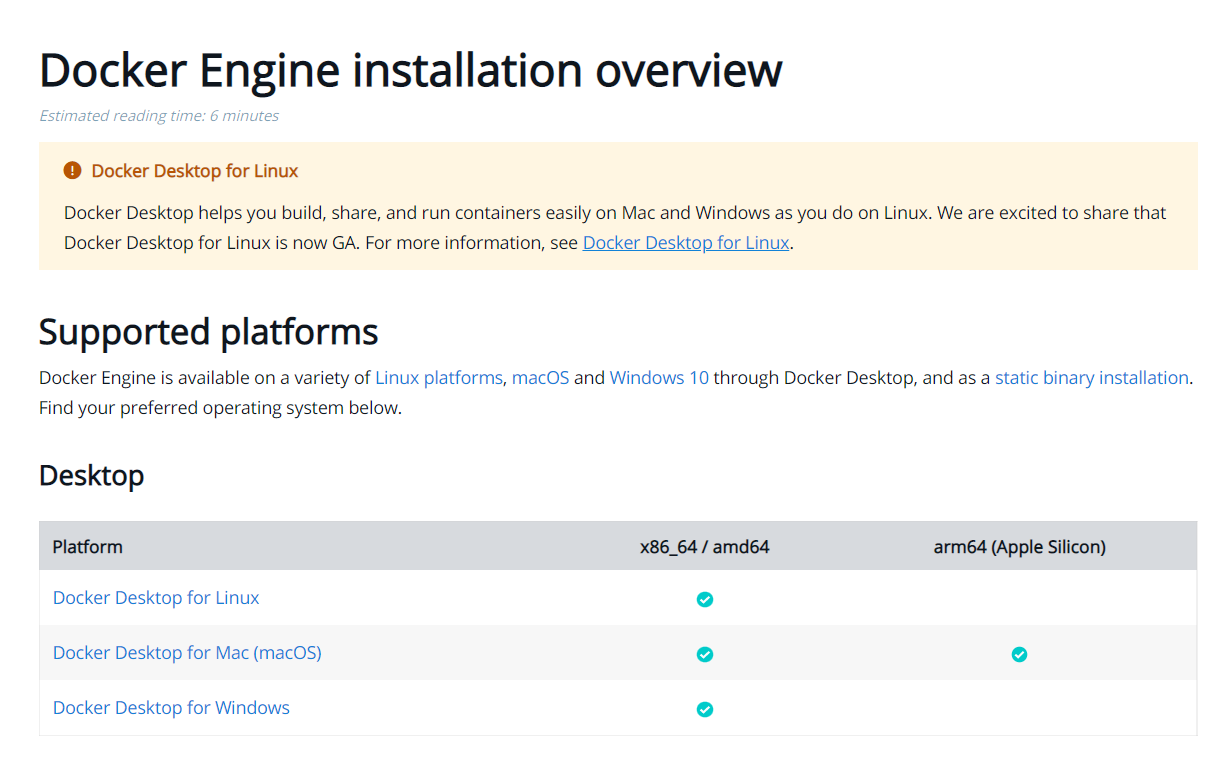 Docker Engine installation overview
Estimated reading time: 6 minutes
Docker Desktop for Linux
Docker Desktop helps you build, share, and run containers easily on Mac and Windows as you do on Linux. We are excited to share that
Docker Desktop for Linux is now GA. For more information, see Docker Desktop for Linux.
Supported platforms
Docker Engine is available on a variety of Linux platforms, macOS and Windows 10 through Docker Desktop, and as a static binary installation.
Find your preferred operating system below.
Desktop
Platform x86_64 / amd64 arm64 (Apple Silicon)
Docker Desktop for Linux
Docker Desktop for Mac (macOS)
Docker Desktop for Windows